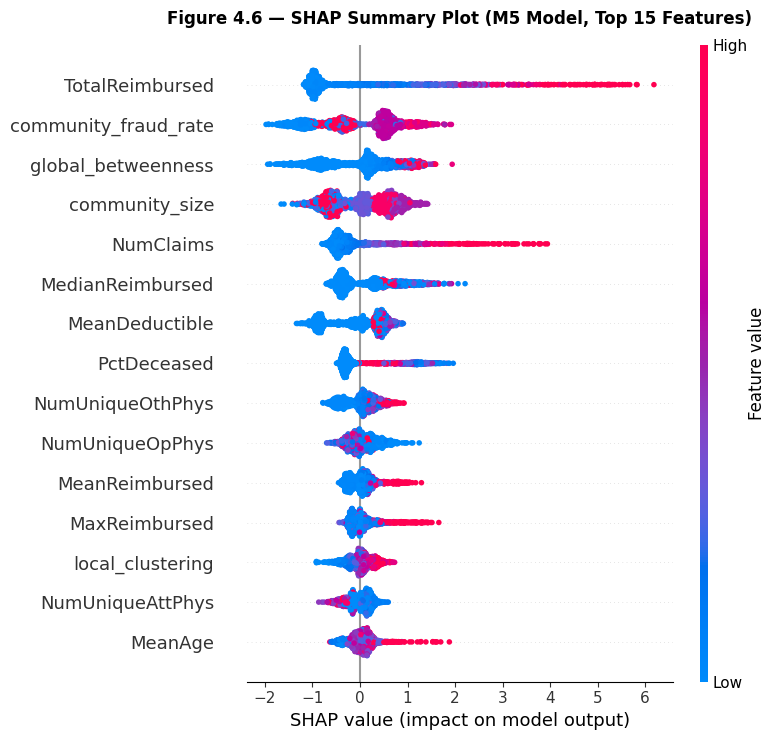 Figure 4.6 — SHAP Summary Plot (M5 Model, Top 15 Features)
High
TotalReimbursed
community_fraud_rate
global_betweenness
community_size
NumClaims
MedianReimbursed
MeanDeductible
PctDeceased
NumUniqueOthPhys
NumUniqueOpPhys
MeanReimbursed
MaxReimbursed
local_clustering
NumUniqueAttPhys
MeanAge
Feature value
Low
−2 −1 0 1 2 3 4 5 6
SHAP value (impact on model output)